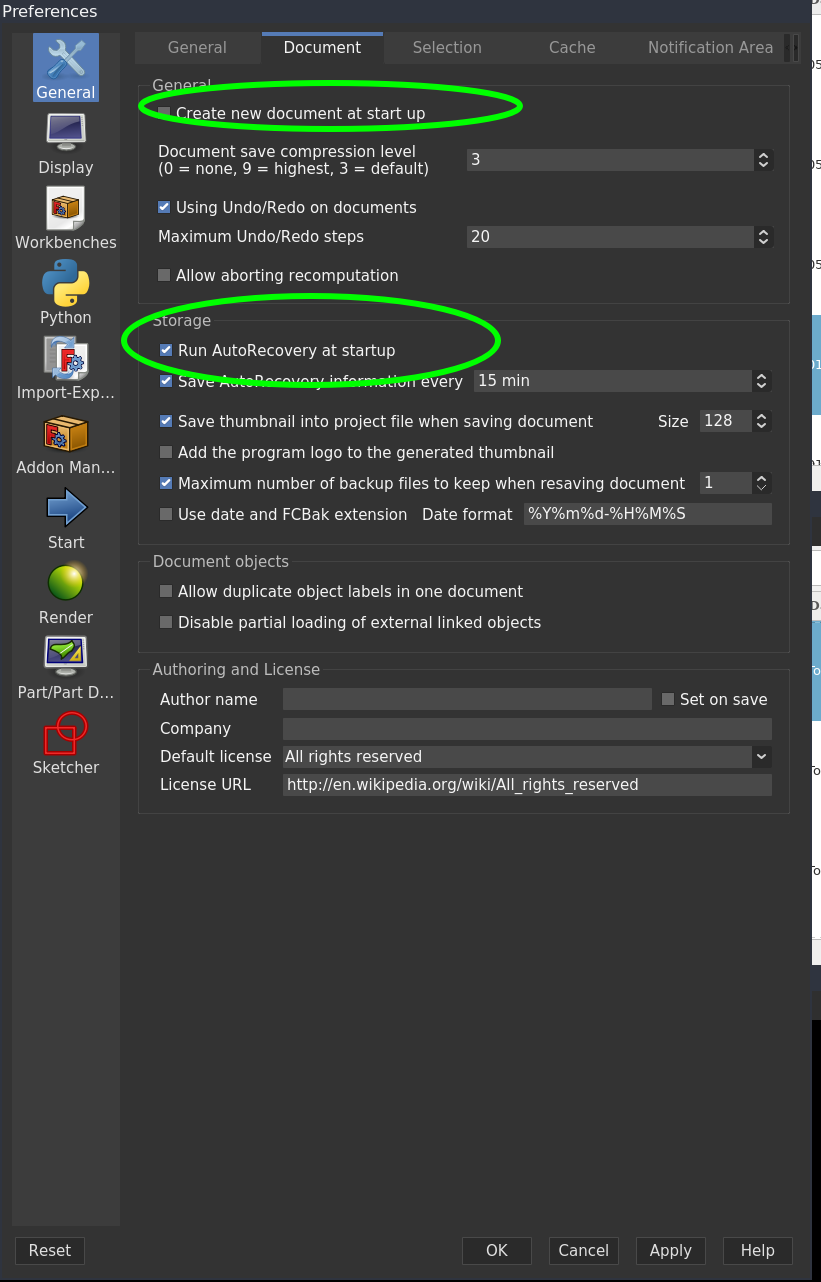 Preferences
General
Display
Workbenches
Python
Import-Exp...
Addon Man...
Start
Render
Part/Part D...
Sketcher
General Document Selection Cache Notification Area
General
Create new document at start up
Document save compression level
(0 = none, 9 = highest, 3 = default) 3
Using Undo/Redo on documents
Maximum Undo/Redo steps 20
Allow aborting recomputation
Storage
Run AutoRecovery at startup
Save AutoRecovery information every 15 min
Save thumbnail into project file when saving document Size 128
Add the program logo to the generated thumbnail
Maximum number of backup files to keep when resaving document 1
Use date and FCBak extension Date format %Y%m%d-%H%M%S
Document objects
Allow duplicate object labels in one document
Disable partial loading of external linked objects
Authoring and License
Author name Set on save
Company
Default license All rights reserved
License URL http://en.wikipedia.org/wiki/All_rights_reserved
Reset OK Cancel Apply Help